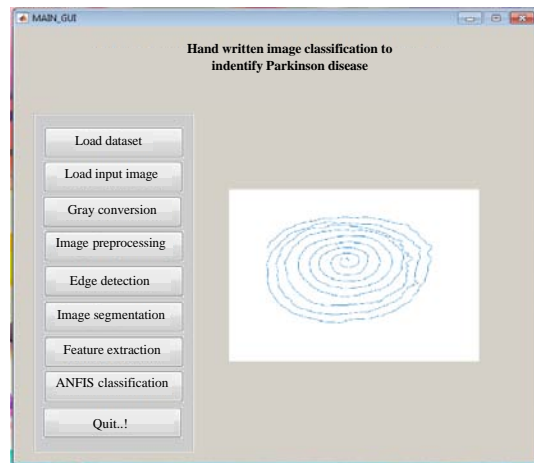 MAIN_GUI
Hand written image classification to
indentify Parkinson disease
Load dataset
Load input image
Gray conversion
Image preprocessing
Edge detection
Image segmentation
Feature extraction
ANFIS classification
Quit..!